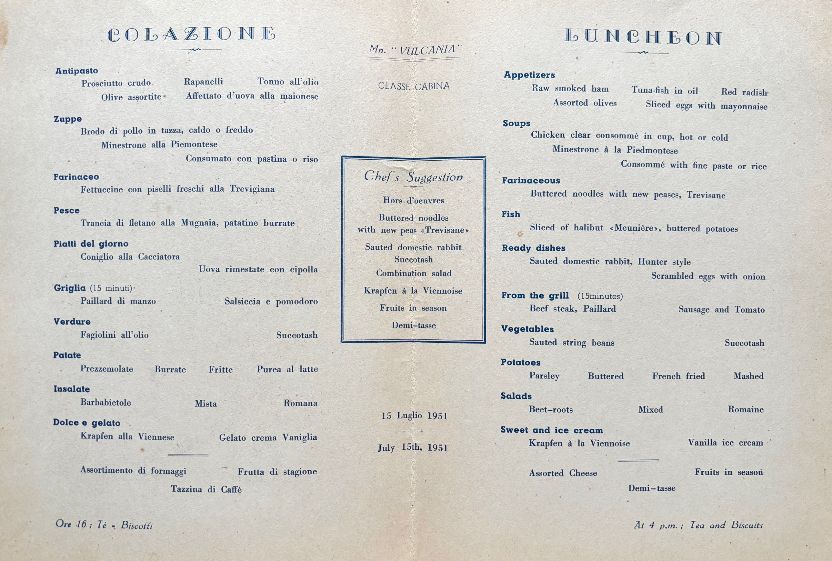 COLAZIONE
Antipasto
Prosciutto crudo Rapanelli Tonno all'olio
Olive assortite Affettato d'uova alla maionese
Zuppe
Brodo di pollo in tazza, caldo o freddo
Minestrone alla Piemontese
Consumato con pastina o riso
Farinaceo
Fettuccine con piselli freschi alla Trevigiana
Pesce
Trancia di fletano alla Mugnaia, patatine burrate
Piatti del giorno
Coniglio alla Cacciatora
Uova rimestate con cipolla
Griglia (15 minuti)
Paillard di manzo Salsiccia e pomodoro
Verdure
Fagiolini all'olio Succotash
Patate
Prezzemolate Burrate Fritte Purea al latte
Insalate
Barbabietole Mista Romana
Dolce e gelato
Krapfen alla Viennese Gelato crema Vaniglia
Assortimento di formaggi Frutta di stagione
Tazzina di Caffè
Ore 16 ; Tè - Biscotti
Mn. "VULCANIA"
CLASSE CABINA
Chef's Suggestion
Hors d'oeuvres
Buttered noodles
with new peas «Trevisane»
Sauted domestic rabbit
Succotash
Combination salad
Krapfen à la Viennoise
Fruits in season
Demi-tasse
15 Luglio 1951
July 15th, 1951
LUNCHEON
Appetizers
Raw smoked ham Tuna-fish in oil Red radish
Assorted olives Sliced eggs with mayonnaise
Soups
Chicken clear consommé in cup, hot or cold
Minestrone à la Piedmontese
Consommé with fine paste or rice
Farinaceous
Buttered noodles with new peases, Trevisane
Fish
Sliced of halibut «Meunière», buttered potatoes
Ready dishes
Sauted domestic rabbit, Hunter style
Scrambled eggs with onion
From the grill (15minutes)
Beef steak, Paillard Sausage and Tomato
Vegetables
Sauted string beans Succotash
Potatoes
Parsley Buttered French fried Mashed
Salads
Beet-roots Mixed Romaine
Sweet and ice cream
Krapfen à la Viennoise Vanilla ice cream
Assorted Cheese Fruits in season
Demi-tasse
At 4 p.m. ; Tea and Biscuits